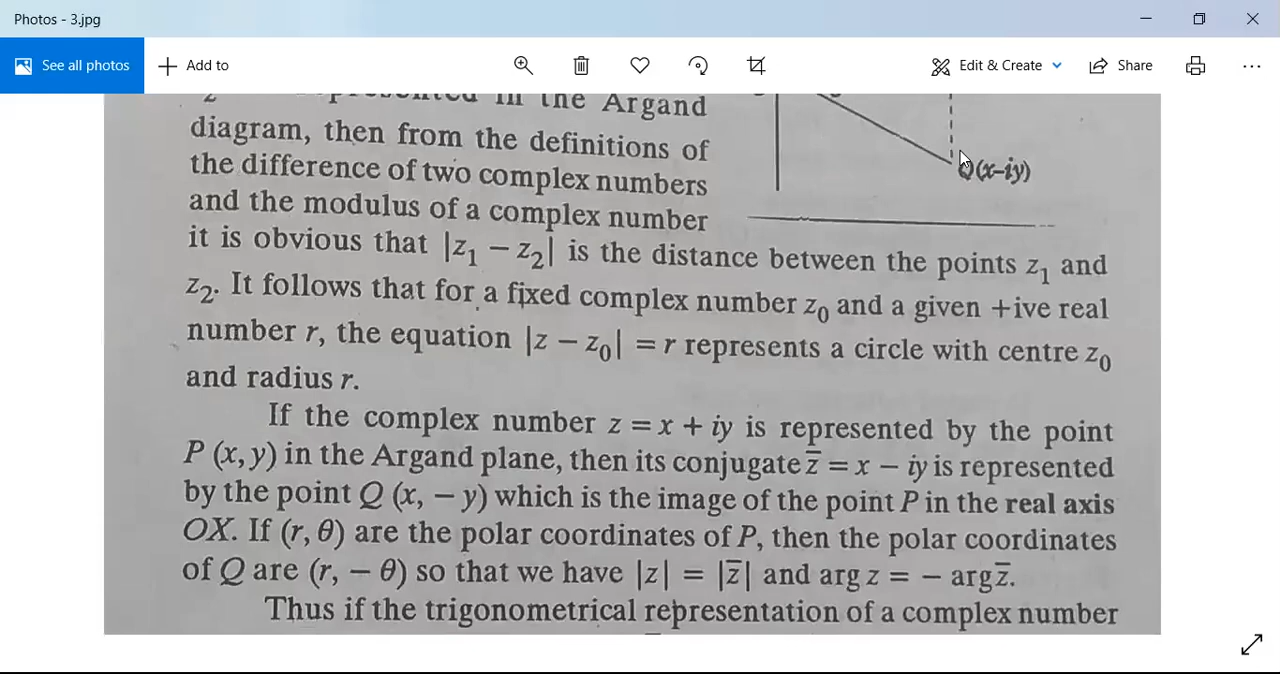 Photos - 3.jpg
See all photos
Add to
Edit & Create
Share
in the Argand
diagram, then from the definitions of
the difference of two complex numbers
and the modulus of a complex number
it is obvious that |z₁ − z₂| is the distance between the points z₁ and
z₂. It follows that for a fixed complex number z₀ and a given +ive real
number r, the equation |z − z₀| = r represents a circle with centre z₀
and radius r.
If the complex number z = x + iy is represented by the point
P (x, y) in the Argand plane, then its conjugate z̅ = x − iy is represented
by the point Q (x, − y) which is the image of the point P in the real axis
OX. If (r, θ) are the polar coordinates of P, then the polar coordinates
of Q are (r, − θ) so that we have |z| = |z̅| and arg z = − arg z̅.
Thus if the trigonometrical representation of a complex number
Q(x-iy)